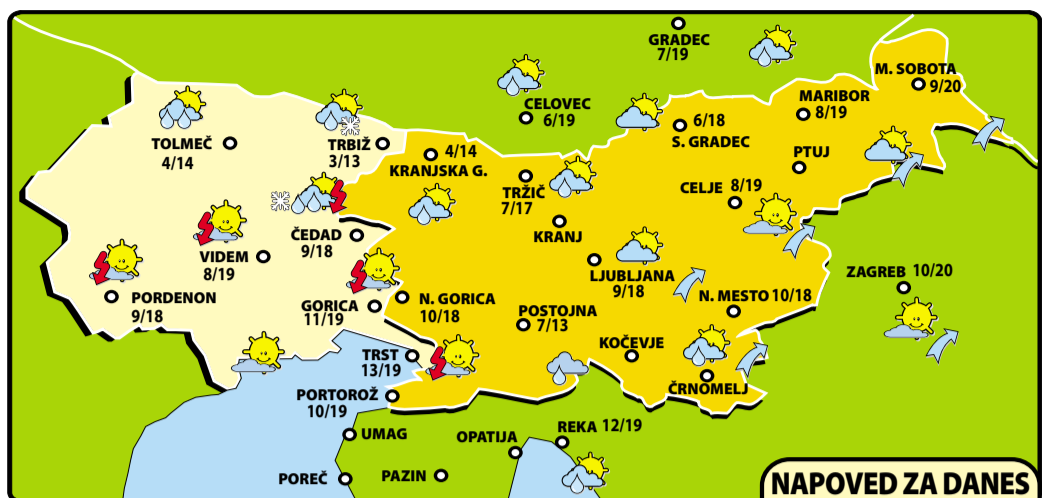 GRADEC
7/19
M. SOBOTA
9/20
CELOVEC
6/19
MARIBOR
8/19
6/18
S. GRADEC
TOLMEČ
4/14
TRBIŽ
3/13
4/14
KRANJSKA G.
PTUJ
TRŽIČ
7/17
CELJE 8/19
KRANJ
ČEDAD
9/18
VIDEM
8/19
LJUBLJANA
9/18
ZAGREB 10/20
PORDENON
9/18
GORICA
11/19
N. GORICA
10/18
N. MESTO 10/18
POSTOJNA
7/13
KOČEVJE
TRST
13/19
ČRNOMELJ
PORTOROŽ
10/19
UMAG
OPATIJA
REKA 12/19
POREČ
PAZIN
NAPOVED ZA DANES